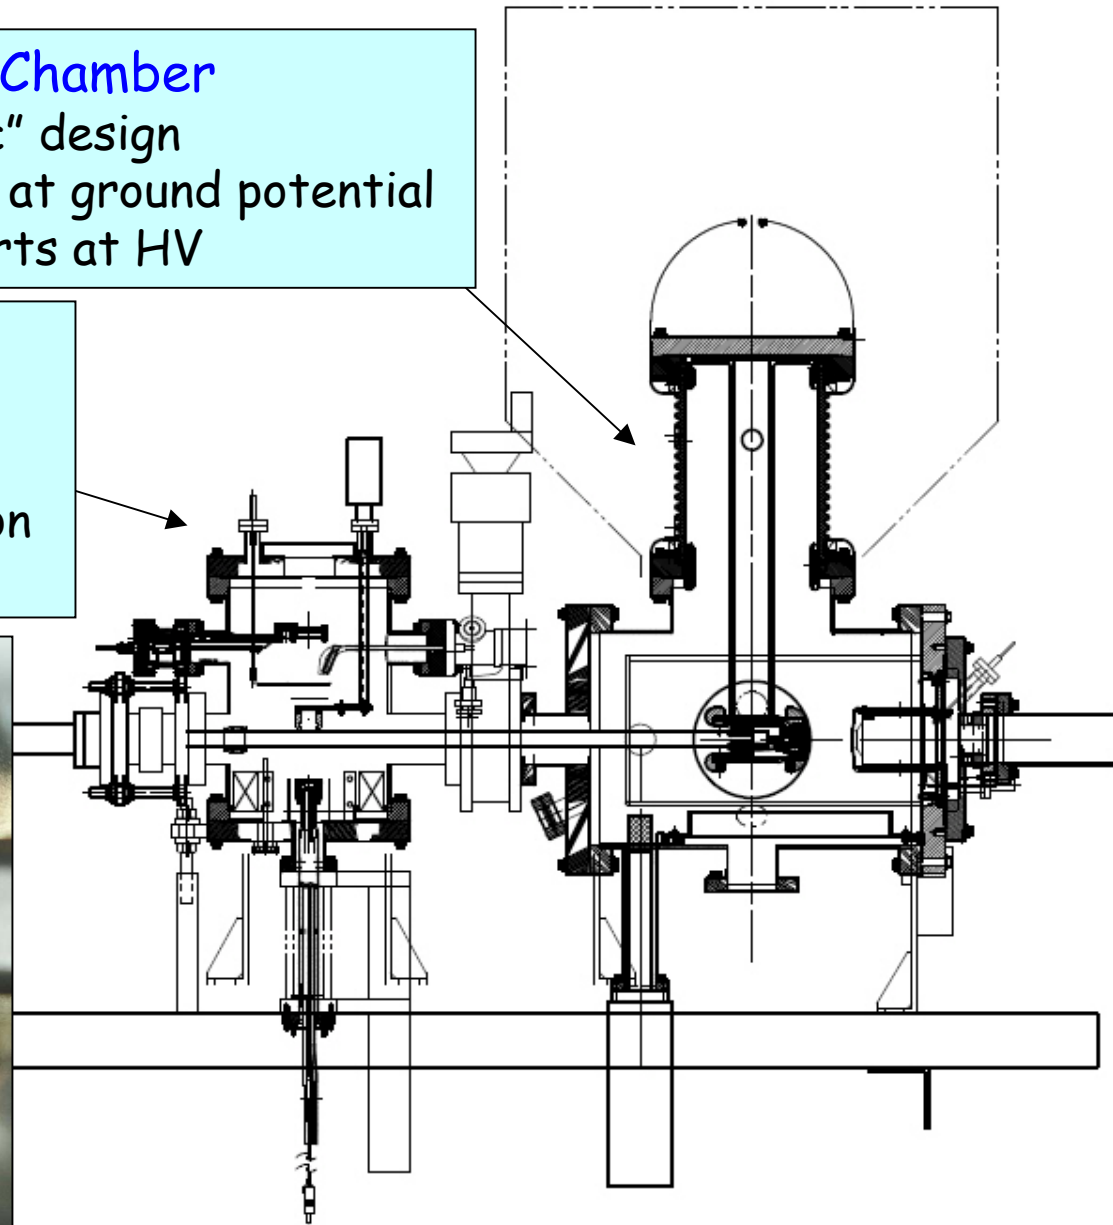 Chamber
” design
at ground potential
rts at HV
on